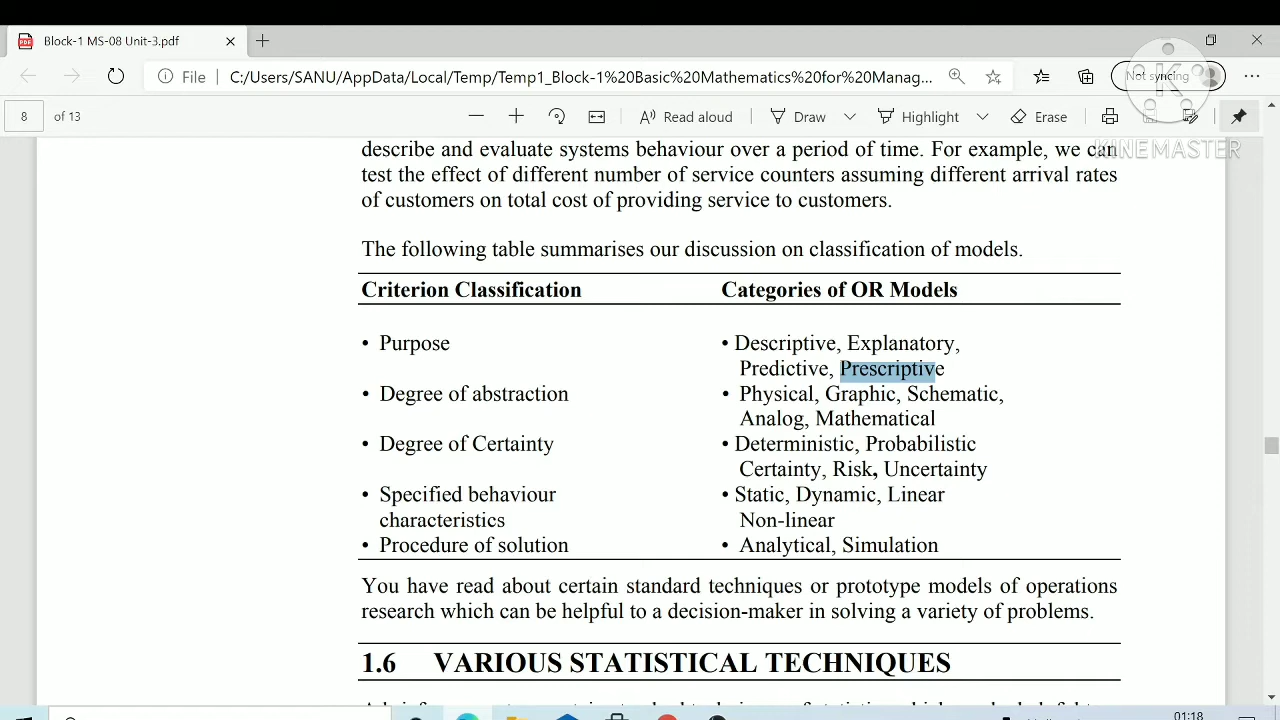 Block-1 MS-08 Unit-3.pdf
File
C:/Users/SANU/AppData/Local/Temp/Temp1_Block-1%20Basic%20Mathematics%20for%20Manag...
Not syncing
8 of 13
Read aloud
Draw
Highlight
Erase
KINEMASTER
describe and evaluate systems behaviour over a period of time. For example, we can
test the effect of different number of service counters assuming different arrival rates
of customers on total cost of providing service to customers.
The following table summarises our discussion on classification of models.
Criterion Classification Categories of OR Models
• Purpose • Descriptive, Explanatory,
Predictive, Prescriptive
• Degree of abstraction • Physical, Graphic, Schematic,
Analog, Mathematical
• Degree of Certainty • Deterministic, Probabilistic
Certainty, Risk, Uncertainty
• Specified behaviour • Static, Dynamic, Linear
characteristics Non-linear
• Procedure of solution • Analytical, Simulation
You have read about certain standard techniques or prototype models of operations
research which can be helpful to a decision-maker in solving a variety of problems.
1.6 VARIOUS STATISTICAL TECHNIQUES
01:18